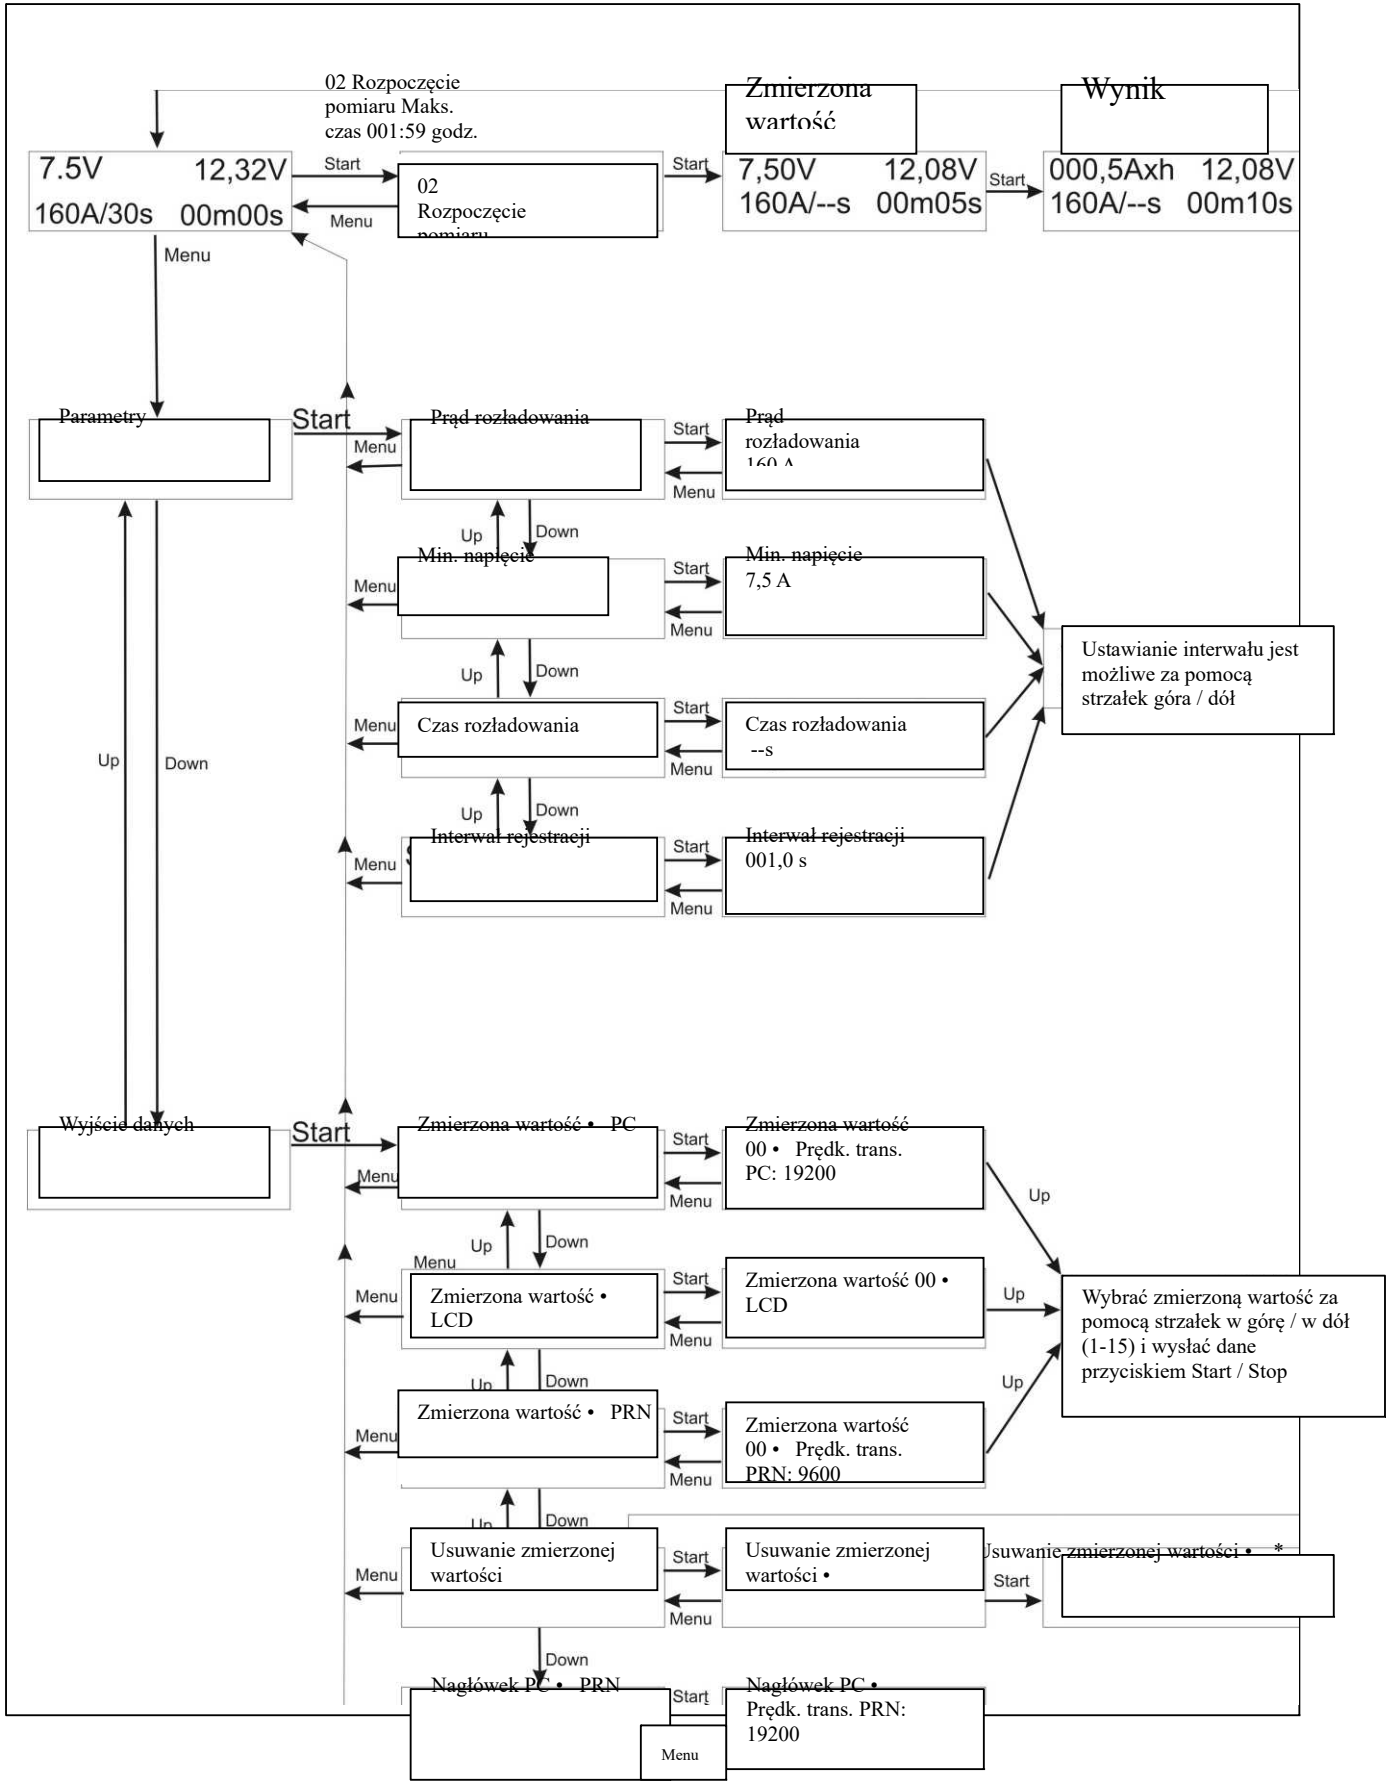 02 Rozpoczęcie
pomiaru Maks.
czas 001:59 godz.
Zmierzona
wartość
Wynik
7.5V 12,32V
160A/30s 00m00s
Start
Menu
02
Rozpoczęcie
pomiaru
Start
7,50V 12,08V
160A/--s 00m05s
Start
000,5Axh 12,08V
160A/--s 00m10s
Menu
Parametry
Start
Menu
Prąd rozładowania
Start
Menu
Prąd
rozładowania
160 A
Up
Down
Menu
Min. napięcie
Start
Menu
Min. napięcie
7,5 A
Ustawianie interwału jest
możliwe za pomocą
strzałek góra / dół
Up
Down
Menu
Czas rozładowania
Start
Menu
Czas rozładowania
--s
Up
Down
Up
Down
Menu
Interwał rejestracji
Start
Menu
Interwał rejestracji
001,0 s
Wyjście danych
Start
Menu
Zmierzona wartość • PC
Start
Menu
Zmierzona wartość
00 • Prędk. trans.
PC: 19200
Up
Up
Down
Menu
Menu
Zmierzona wartość •
LCD
Start
Menu
Zmierzona wartość 00 •
LCD
Up
Wybrać zmierzoną wartość za
pomocą strzałek w górę / w dół
(1-15) i wysłać dane
przyciskiem Start / Stop
Up
Down
Up
Menu
Zmierzona wartość • PRN
Start
Menu
Zmierzona wartość
00 • Prędk. trans.
PRN: 9600
Up
Down
Menu
Usuwanie zmierzonej
wartości
Start
Menu
Usuwanie zmierzonej
wartości •
Start
Usuwanie zmierzonej wartości • *
Down
Nagłówek PC • PRN
Start
Menu
Nagłówek PC •
Prędk. trans. PRN:
19200